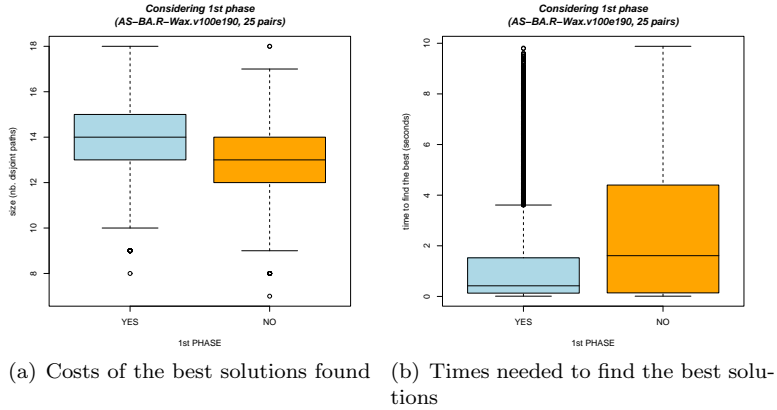 Considering 1st phase
(AS−BA.R−Wax.v100e190, 25 pairs)
size (nb. disjoint paths)
18
16
14
12
10
8
YES
NO
1st PHASE
(a) Costs of the best solutions found
Considering 1st phase
(AS−BA.R−Wax.v100e190, 25 pairs)
time to find the best (seconds)
10
8
6
4
2
0
YES
NO
1st PHASE
(b) Times needed to find the best solu-
tions